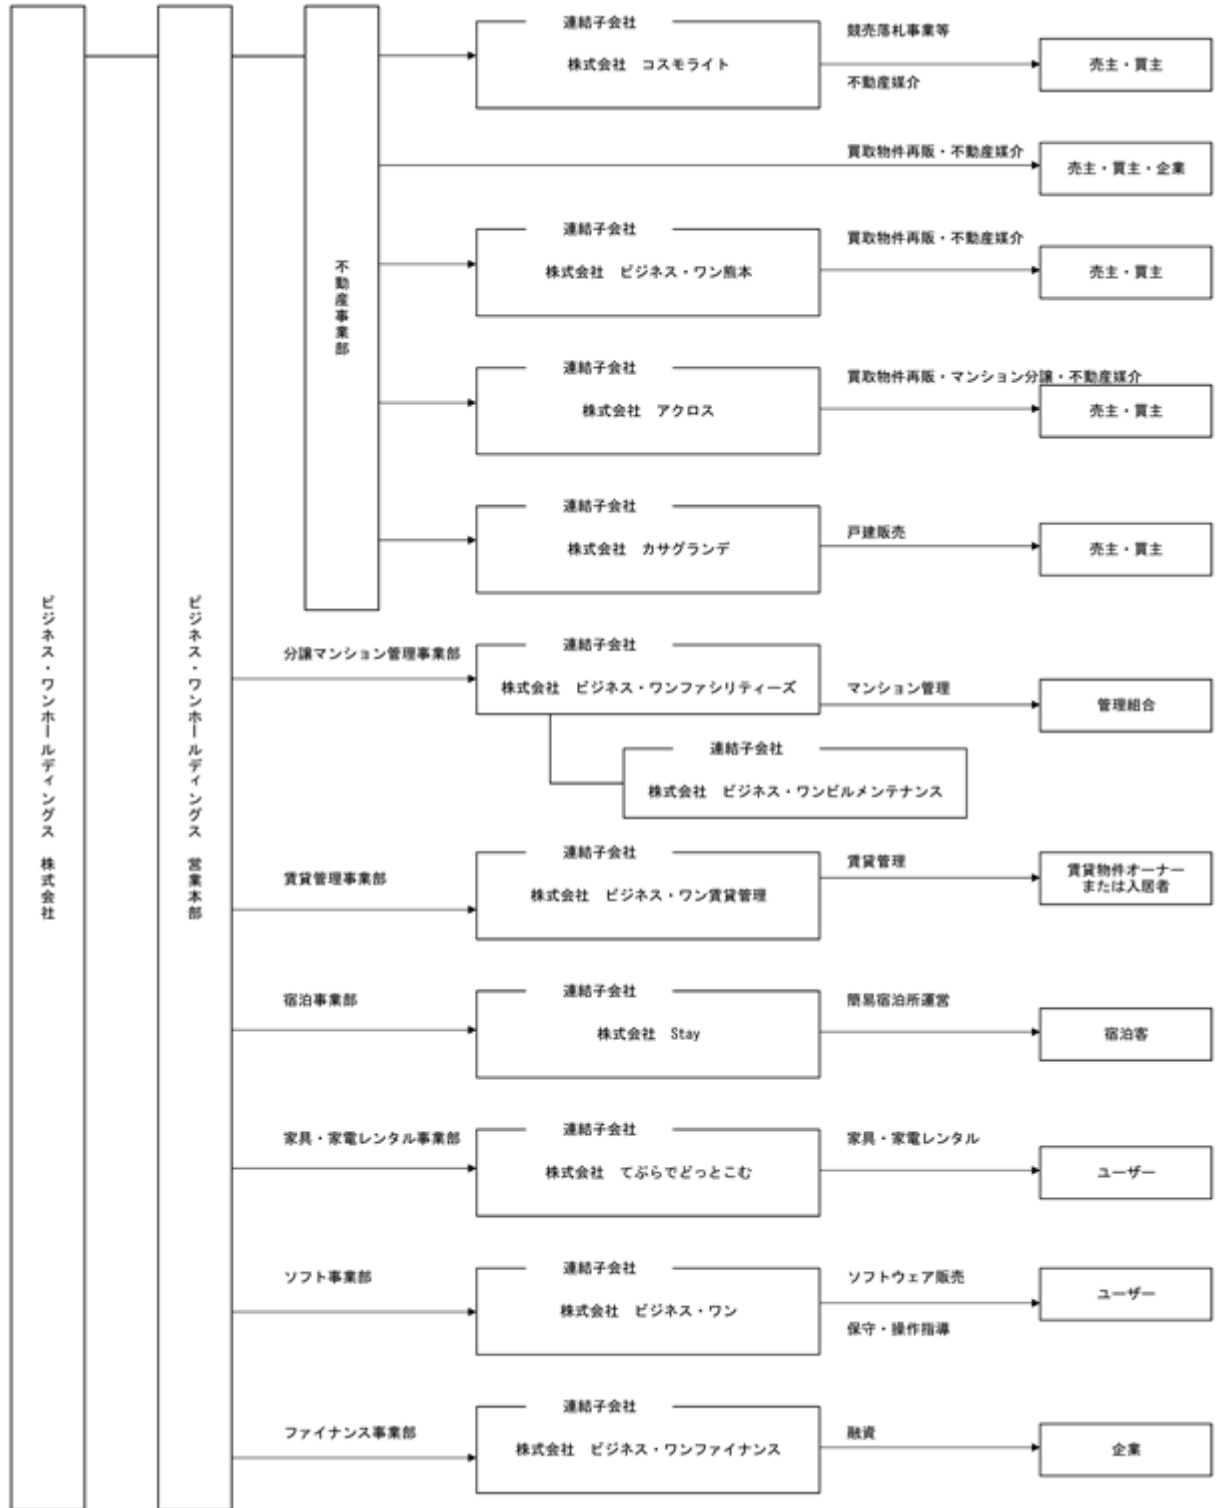 ビジネス・ワンホールディングス 株式会社
ビジネス・ワンホールディングス 営業本部
不動産事業部
連結子会社
株式会社 コスモライト
競売落札事業等
不動産媒介
売主・買主
買取物件再販・不動産媒介
売主・買主・企業
連結子会社
株式会社 ビジネス・ワン熊本
買取物件再販・不動産媒介
売主・買主
連結子会社
株式会社 アクロス
買取物件再販・マンション分譲・不動産媒介
売主・買主
連結子会社
株式会社 カサグランデ
戸建販売
売主・買主
分譲マンション管理事業部
連結子会社
株式会社 ビジネス・ワンファシリティーズ
マンション管理
管理組合
連結子会社
株式会社 ビジネス・ワンビルメンテナンス
賃貸管理事業部
連結子会社
株式会社 ビジネス・ワン賃貸管理
賃貸管理
賃貸物件オーナー
または入居者
宿泊事業部
連結子会社
株式会社 Stay
簡易宿泊所運営
宿泊客
家具・家電レンタル事業部
連結子会社
株式会社 てぶらでどっとこむ
家具・家電レンタル
ユーザー
ソフト事業部
連結子会社
株式会社 ビジネス・ワン
ソフトウェア販売
保守・操作指導
ユーザー
ファイナンス事業部
連結子会社
株式会社 ビジネス・ワンファイナンス
融資
企業